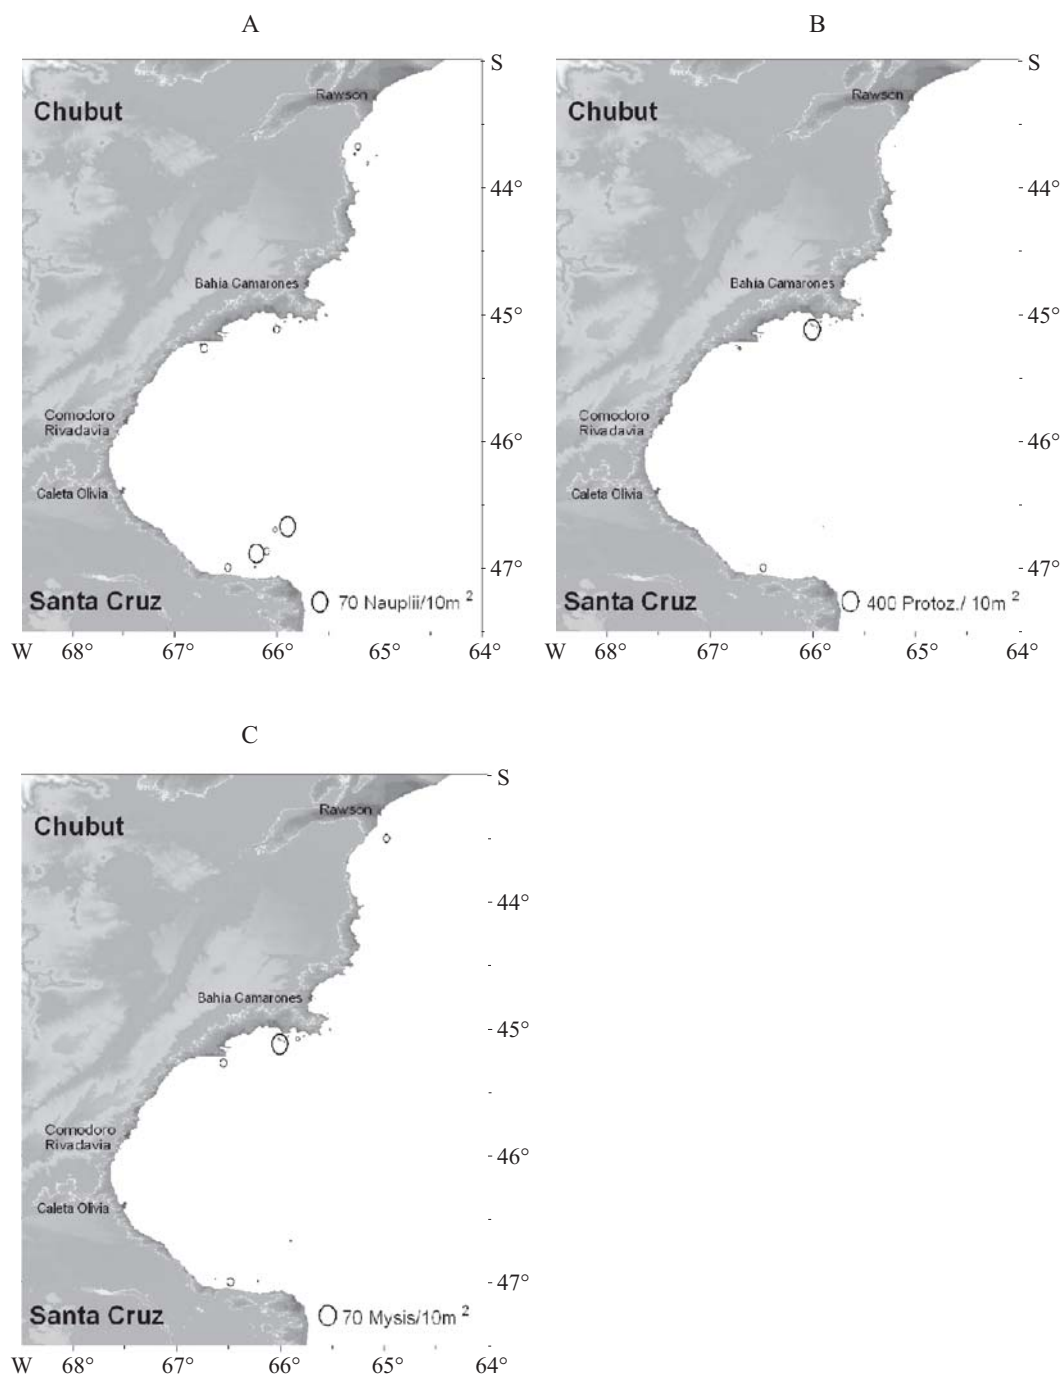 A
B
S
Rawson
Chubut
44°
Bahía Camarones
45°
Comodoro
Rivadavia
46°
Caleta Olivia
47°
Santa Cruz
70 Nauplii/10m 2
W 68° 67° 66° 65° 64°
S
Rawson
Chubut
44°
Bahía Camarones
45°
Comodoro
Rivadavia
46°
Caleta Olivia
47°
Santa Cruz
400 Protoz./ 10m 2
W 68° 67° 66° 65° 64°
C
S
Rawson
Chubut
44°
Bahía Camarones
45°
Comodoro
Rivadavia
46°
Caleta Olivia
47°
Santa Cruz
70 Mysis/10m 2
W 68° 67° 66° 65° 64°